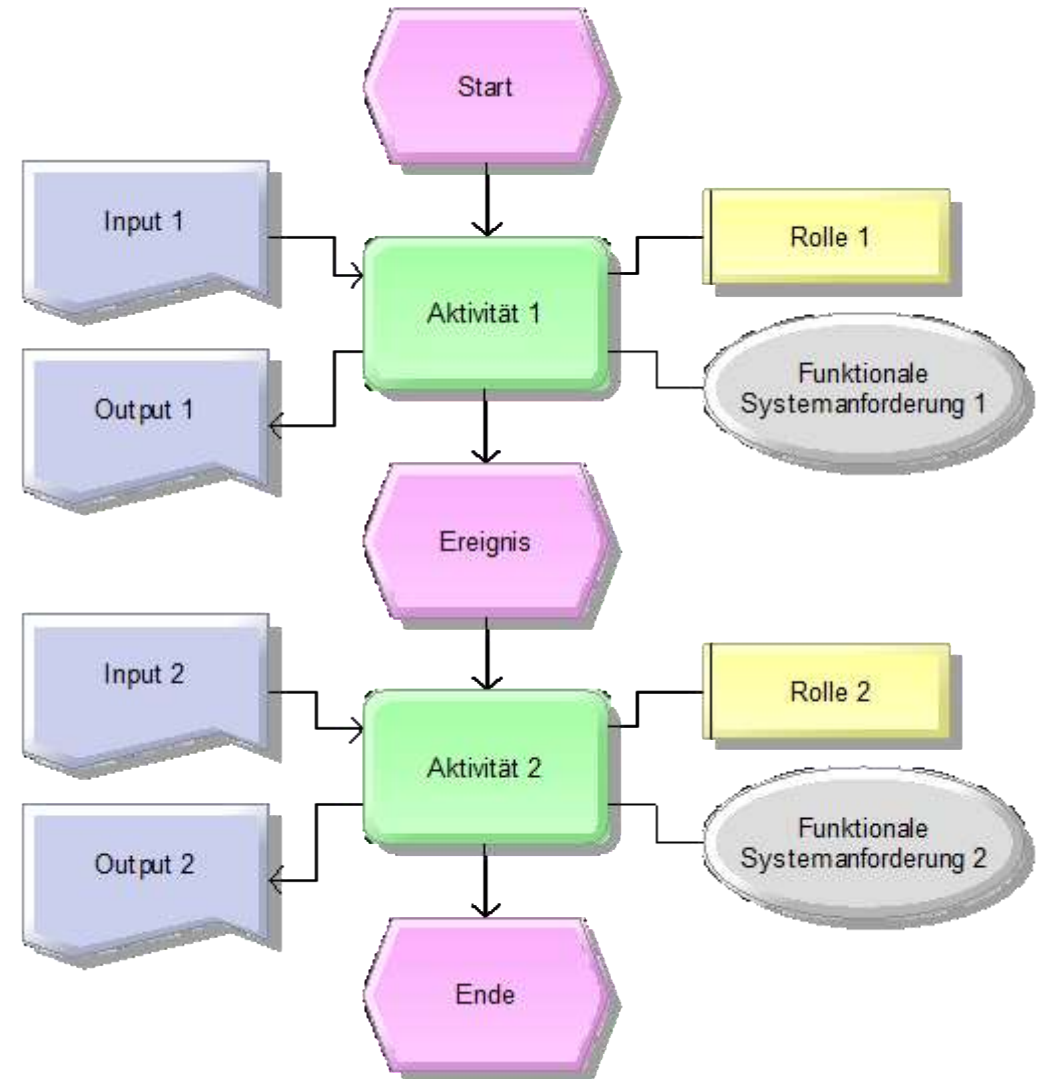 Start
Input 1
Rolle 1
Aktivität 1
Funktionale
Systemanforderung 1
Output 1
Ereignis
Input 2
Rolle 2
Aktivität 2
Funktionale
Systemanforderung 2
Output 2
Ende